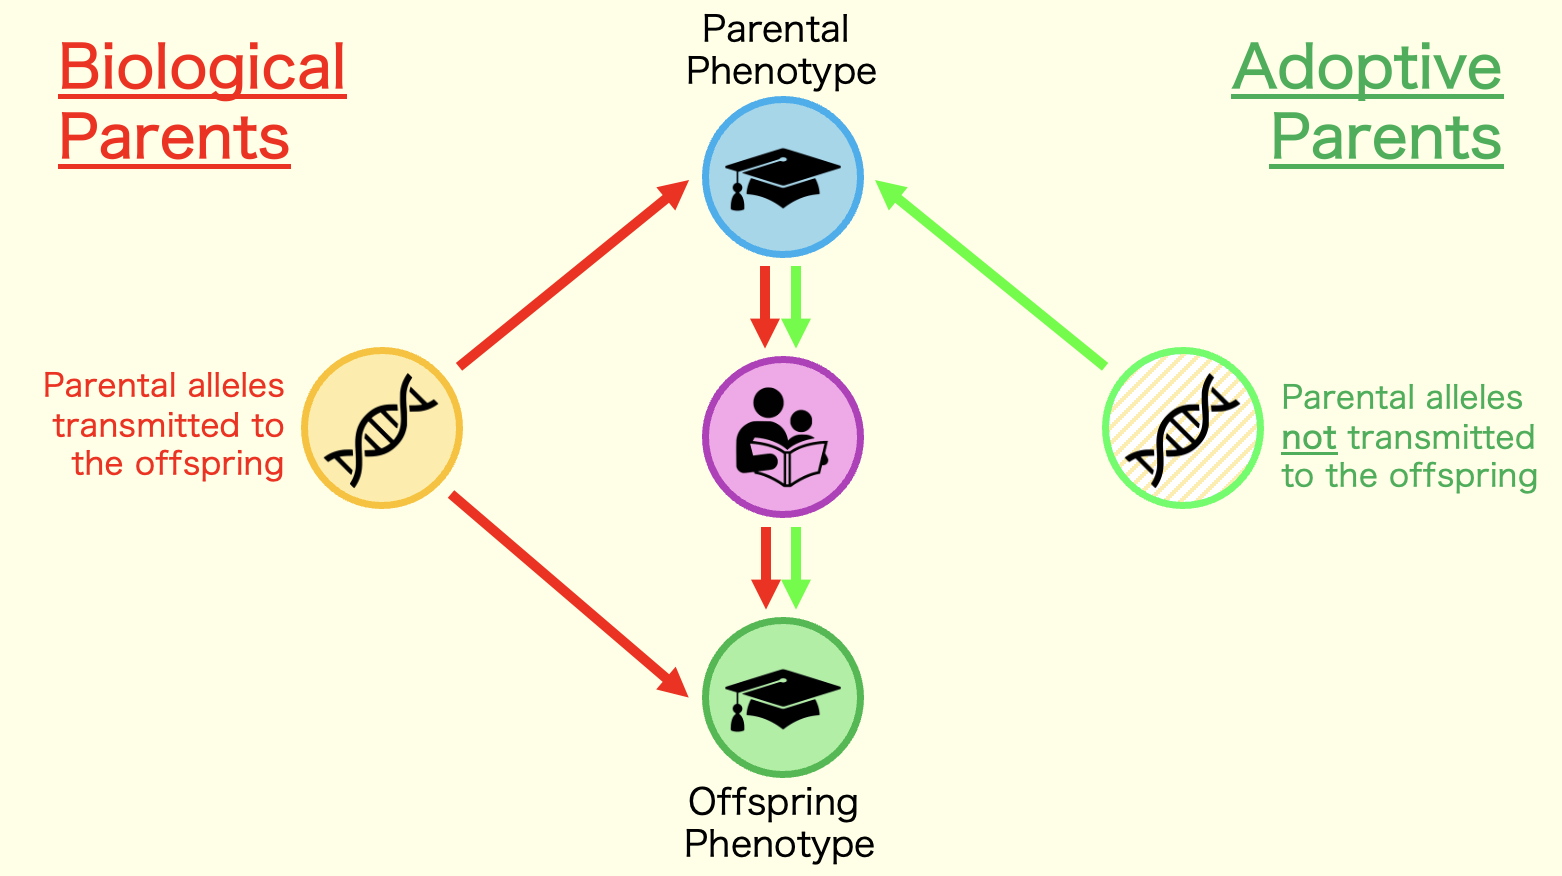 Parental
Phenotype
Biological
Parents
Adoptive
Parents
Parental alleles
transmitted to
the offspring
Parental alleles
not transmitted
to the offspring
Offspring
Phenotype